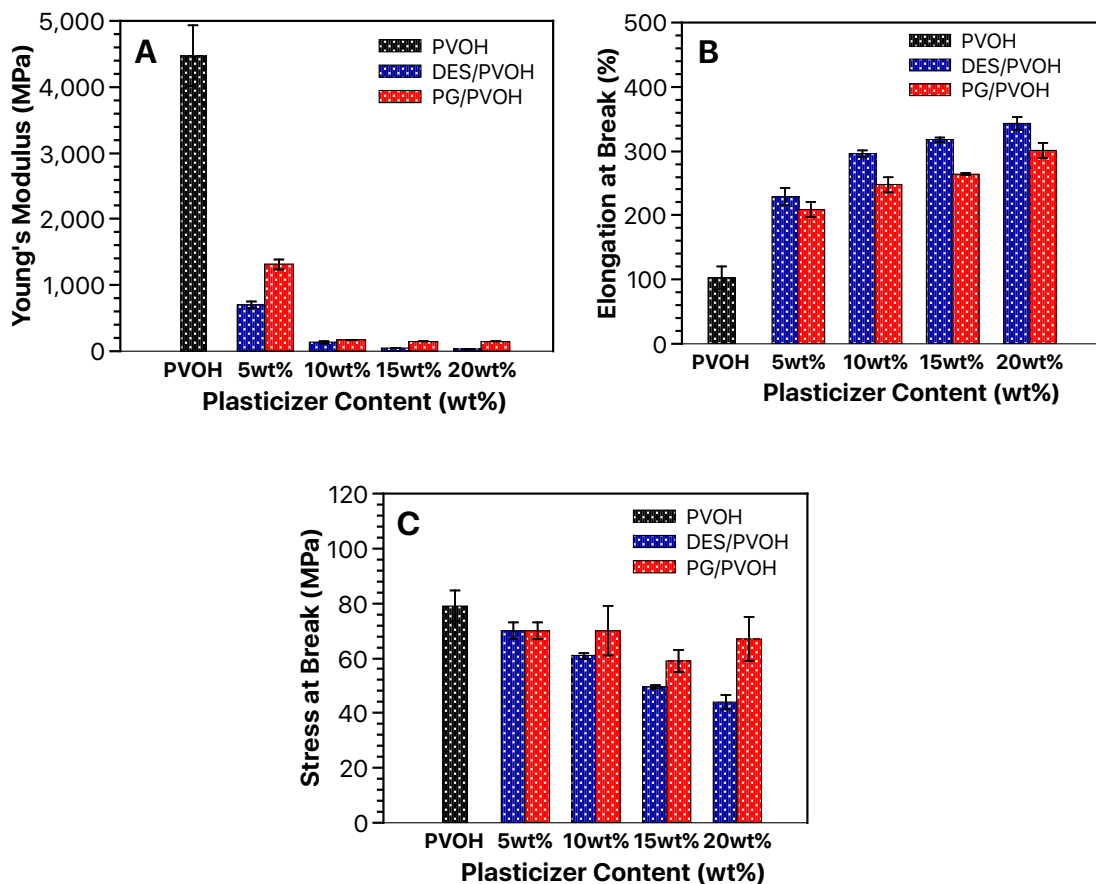 A
Young's Modulus (MPa)
5,000
4,000
3,000
2,000
1,000
0
PVOH
DES/PVOH
PG/PVOH
PVOH 5wt% 10wt% 15wt% 20wt%
Plasticizer Content (wt%)
B
Elongation at Break (%)
500
400
300
200
100
0
PVOH
DES/PVOH
PG/PVOH
PVOH 5wt% 10wt% 15wt% 20wt%
Plasticizer Content (wt%)
C
Stress at Break (MPa)
120
100
80
60
40
20
0
PVOH
DES/PVOH
PG/PVOH
PVOH 5wt% 10wt% 15wt% 20wt%
Plasticizer Content (wt%)